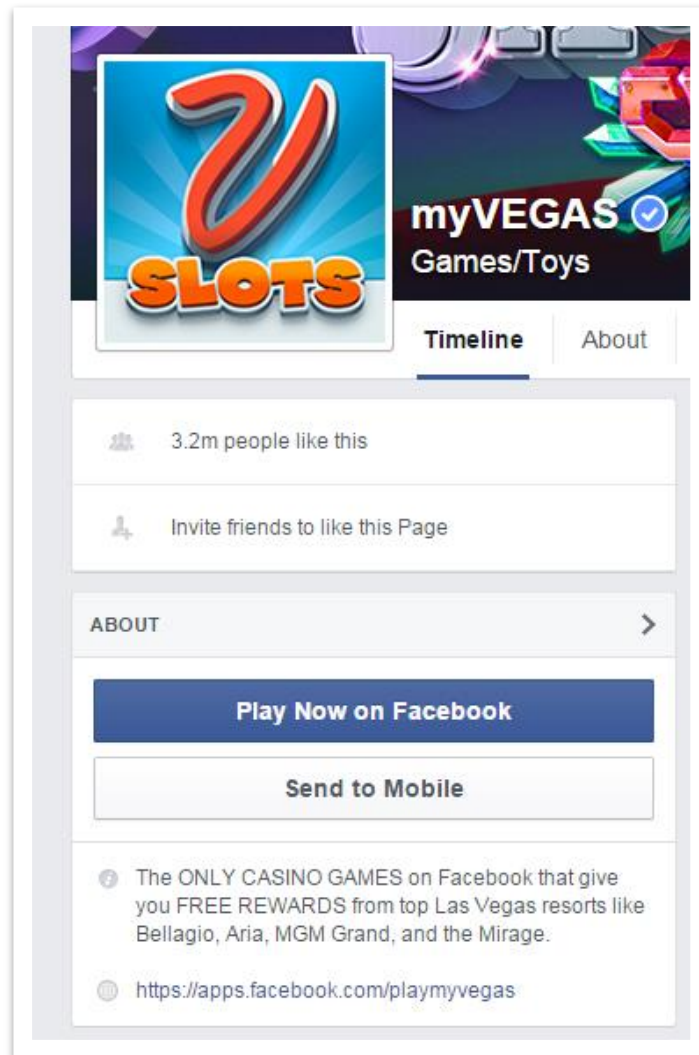 V
SLOTS
myVEGAS
Games/Toys
Timeline About
3.2m people like this
Invite friends to like this Page
ABOUT
Play Now on Facebook
Send to Mobile
The ONLY CASINO GAMES on Facebook that give
you FREE REWARDS from top Las Vegas resorts like
Bellagio, Aria, MGM Grand, and the Mirage.
https://apps.facebook.com/playmyvegas